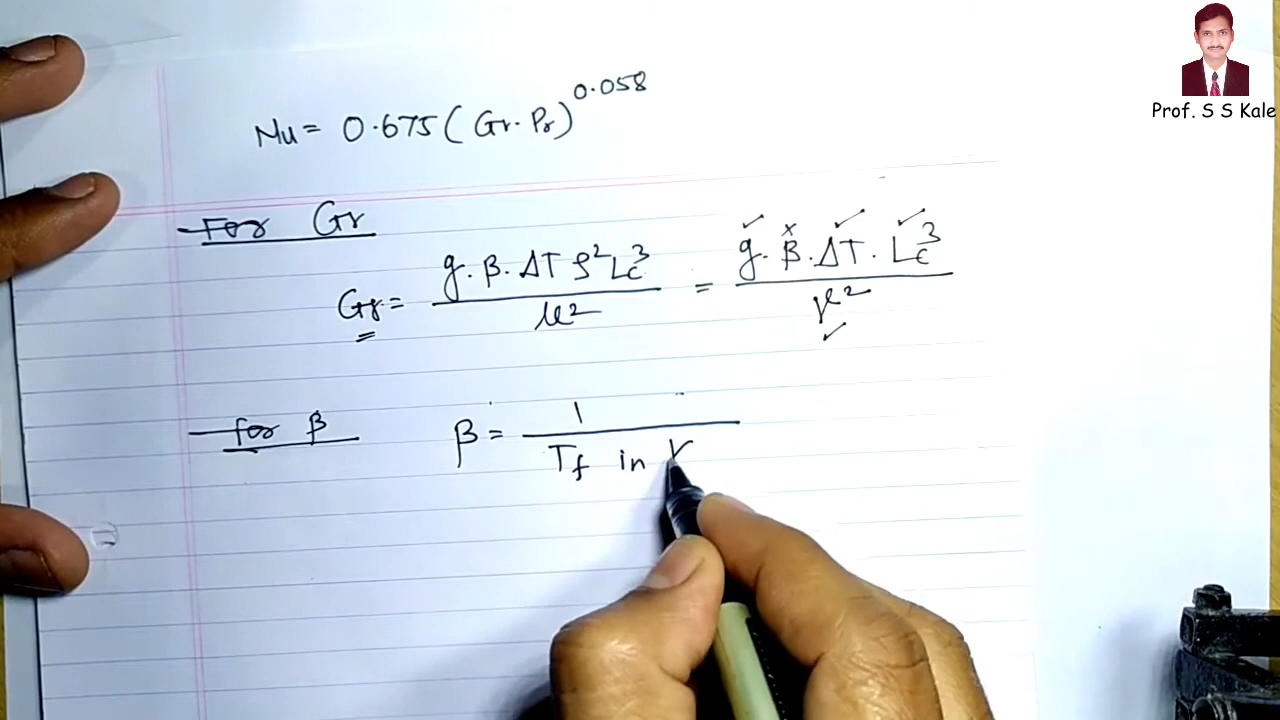 Nu = 0.675 (Gr. Pr)^0.058
For Gr
Gr = g. β. ΔT ρ² Lc³ / μ² = g. β. ΔT. Lc³ / ν²
for β
β = 1 / Tf in K
Prof. S S Kale